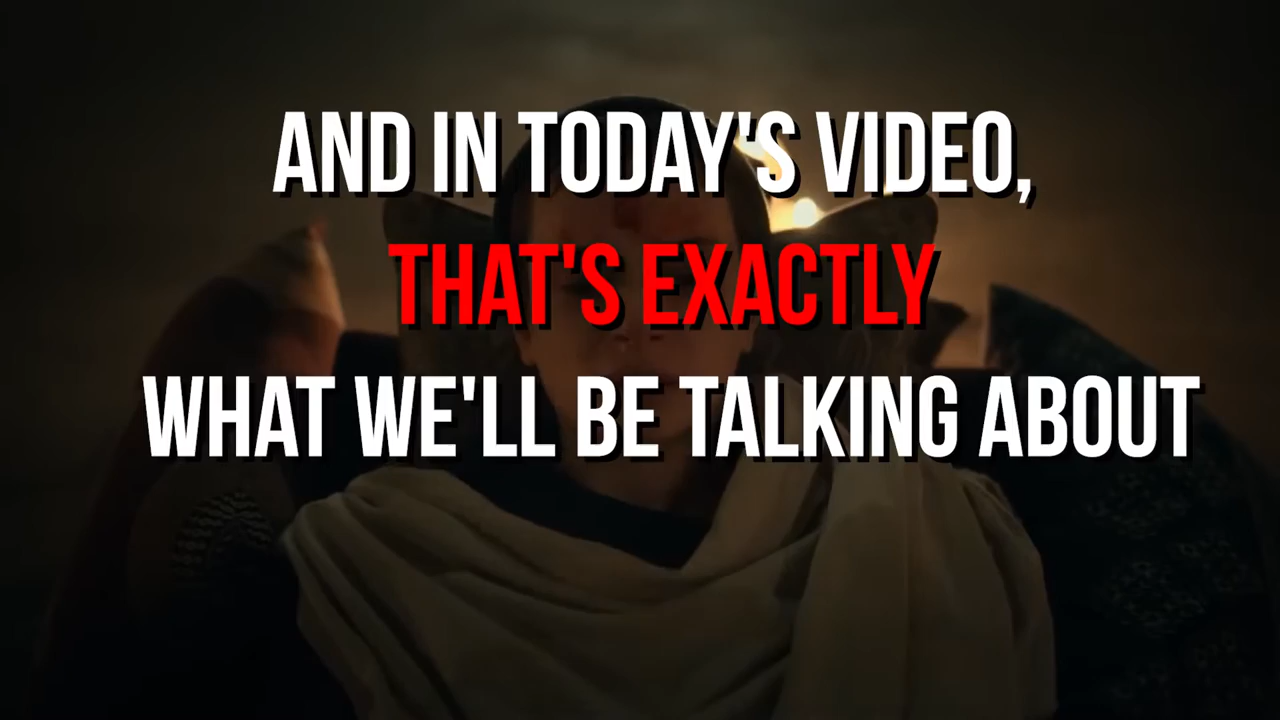 AND IN TODAY'S VIDEO,
THAT'S EXACTLY
WHAT WE'LL BE TALKING ABOUT